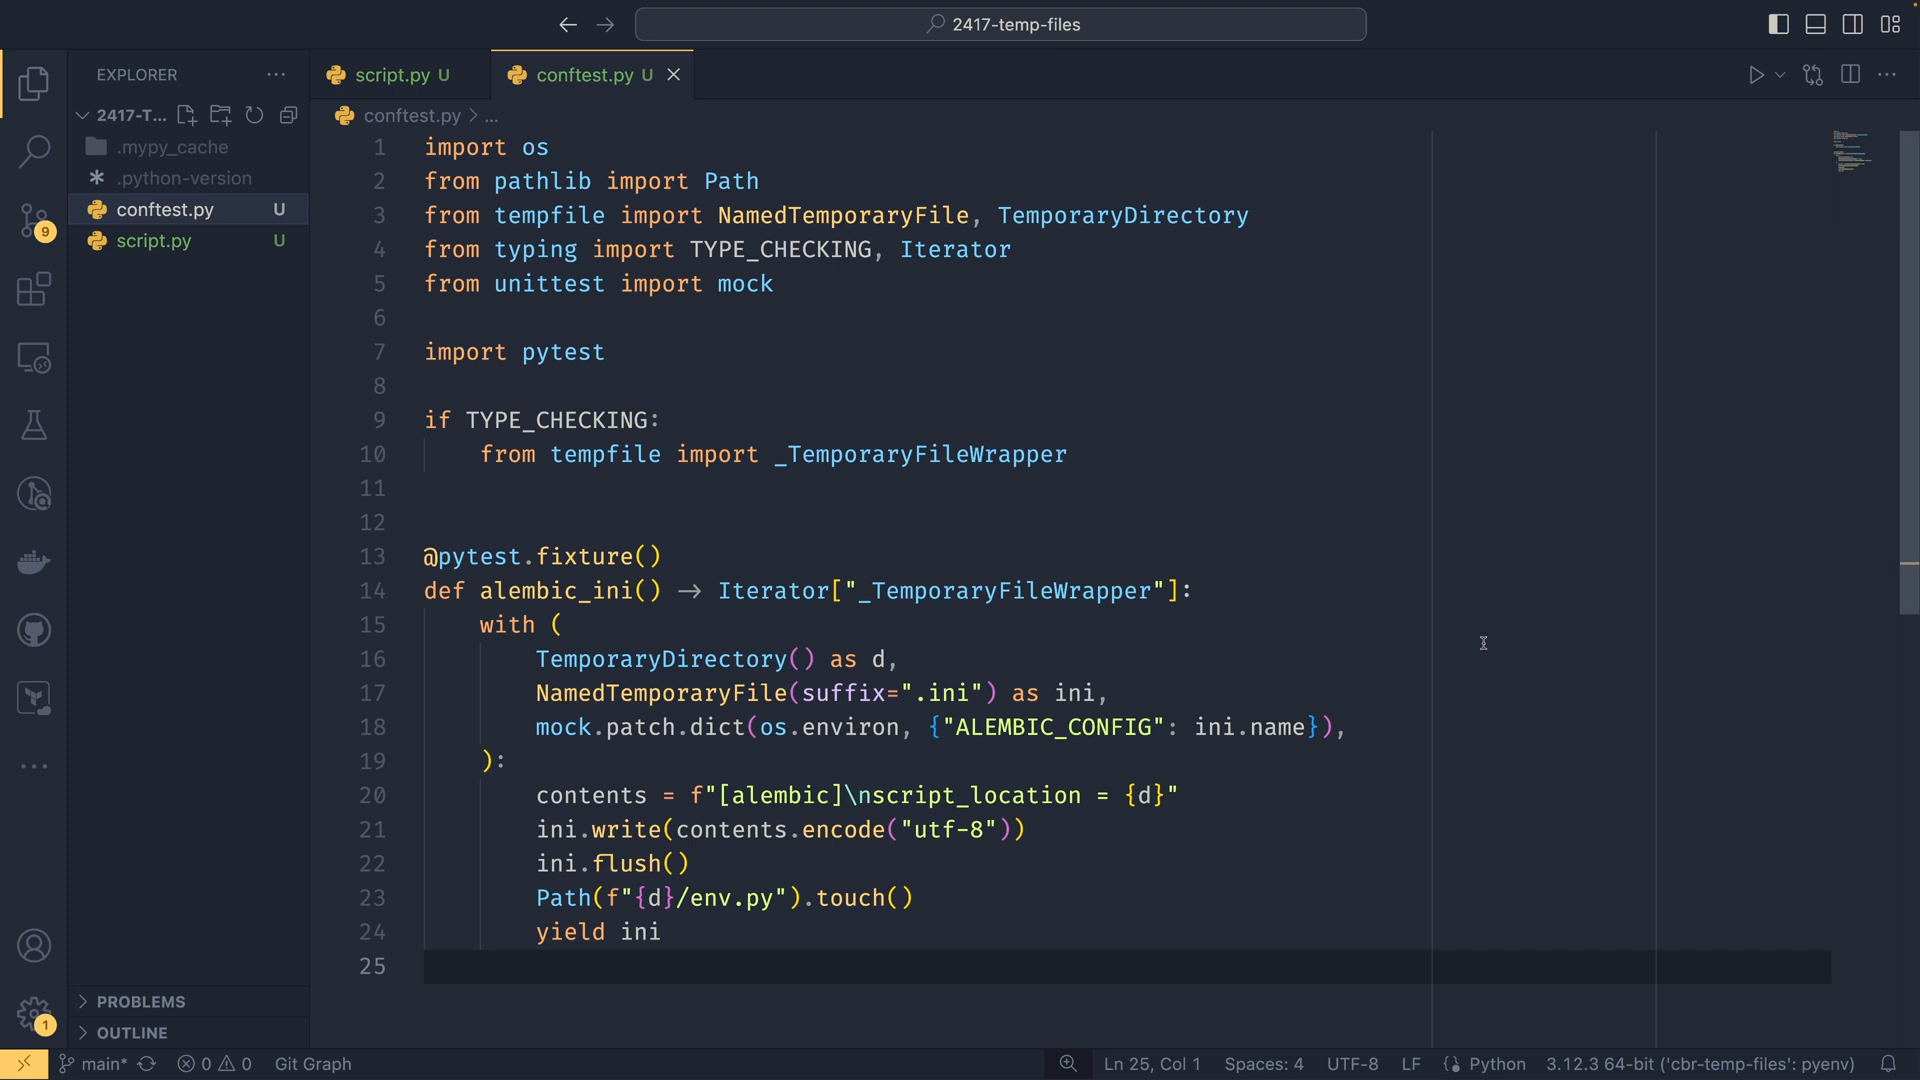 2417-temp-files
EXPLORER
script.py U
conftest.py U
2417-T...
conftest.py > ...
.mypy_cache
.python-version
conftest.py U
script.py U
9
1 import os
2 from pathlib import Path
3 from tempfile import NamedTemporaryFile, TemporaryDirectory
4 from typing import TYPE_CHECKING, Iterator
5 from unittest import mock
6
7 import pytest
8
9 if TYPE_CHECKING:
10 from tempfile import _TemporaryFileWrapper
11
12
13 @pytest.fixture()
14 def alembic_ini() → Iterator["_TemporaryFileWrapper"]:
15 with (
16 TemporaryDirectory() as d,
17 NamedTemporaryFile(suffix=".ini") as ini,
18 mock.patch.dict(os.environ, {"ALEMBIC_CONFIG": ini.name}),
19 ):
20 contents = f"[alembic]\nscript_location = {d}"
21 ini.write(contents.encode("utf-8"))
22 ini.flush()
23 Path(f"{d}/env.py").touch()
24 yield ini
25
PROBLEMS
1
OUTLINE
main* 0 0 Git Graph Ln 25, Col 1 Spaces: 4 UTF-8 LF Python 3.12.3 64-bit ('cbr-temp-files': pyenv)